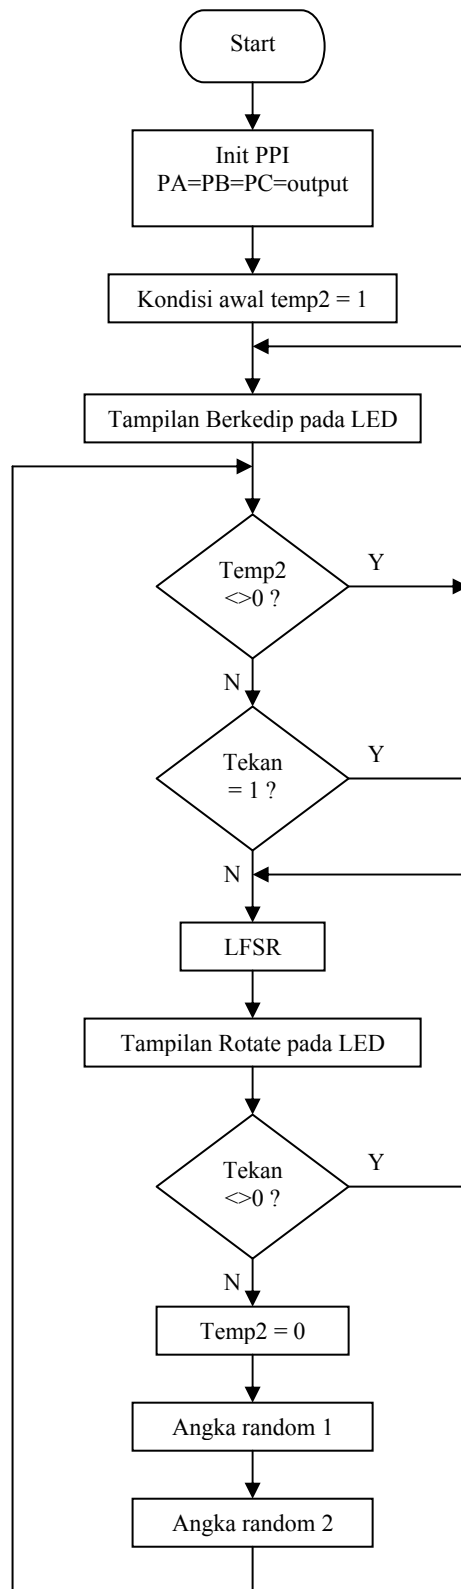 Start
Init PPI
PA=PB=PC=output
Kondisi awal temp2 = 1
Tampilan Berkedip pada LED
Temp2
<>0 ?
Y
N
Tekan
= 1 ?
Y
N
LFSR
Tampilan Rotate pada LED
Tekan
<>0 ?
Y
N
Temp2 = 0
Angka random 1
Angka random 2